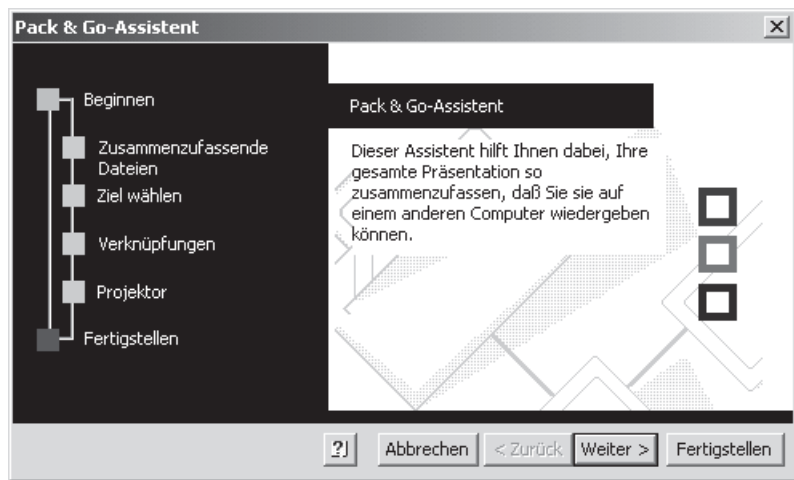 Pack & Go-Assistent
Beginnen
Zusammenzufassende
Dateien
Ziel wählen
Verknüpfungen
Projektor
Fertigstellen
Pack & Go-Assistent
Dieser Assistent hilft Ihnen dabei, Ihre
gesamte Präsentation so
zusammenzufassen, daß Sie sie auf
einem anderen Computer wiedergeben
können.
?
Abbrechen
< Zurück
Weiter >
Fertigstellen